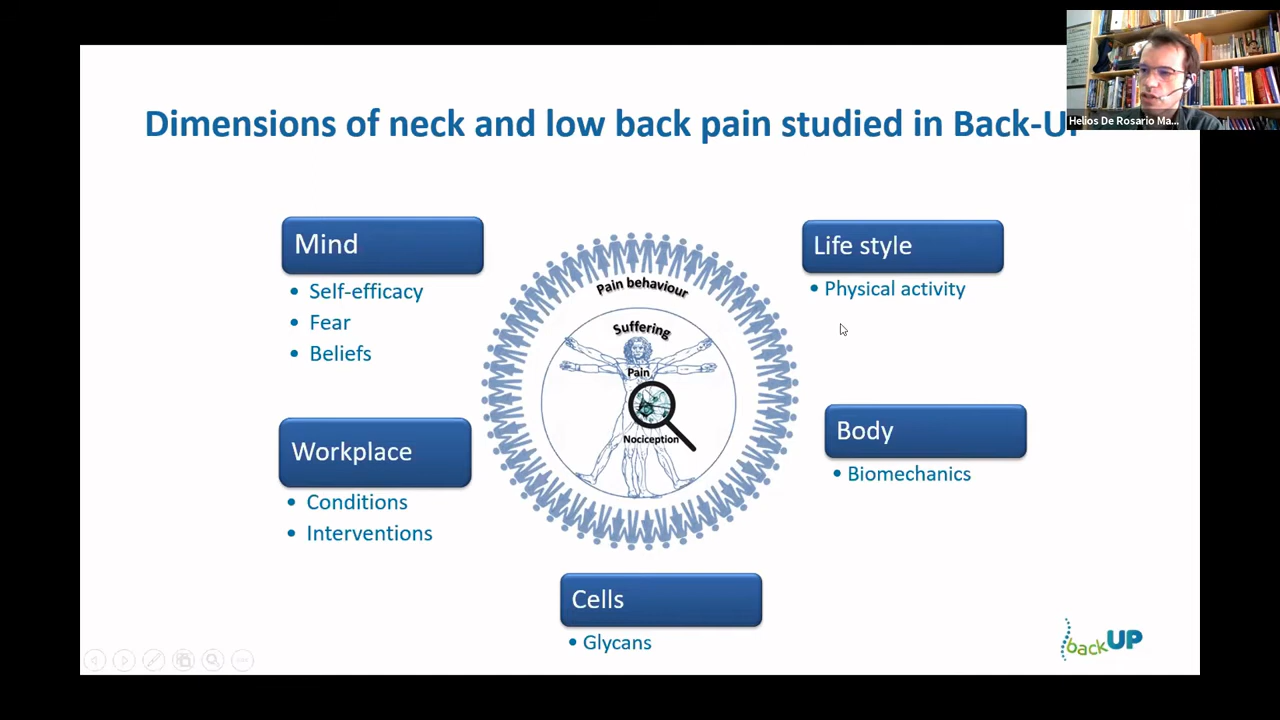 Dimensions of neck and low back pain studied in Back-U
Helios De Rosario Ma...
Mind
• Self-efficacy
• Fear
• Beliefs
Workplace
• Conditions
• Interventions
Pain behaviour
Suffering
Pain
Nociception
Life style
• Physical activity
Body
• Biomechanics
Cells
• Glycans
backUP